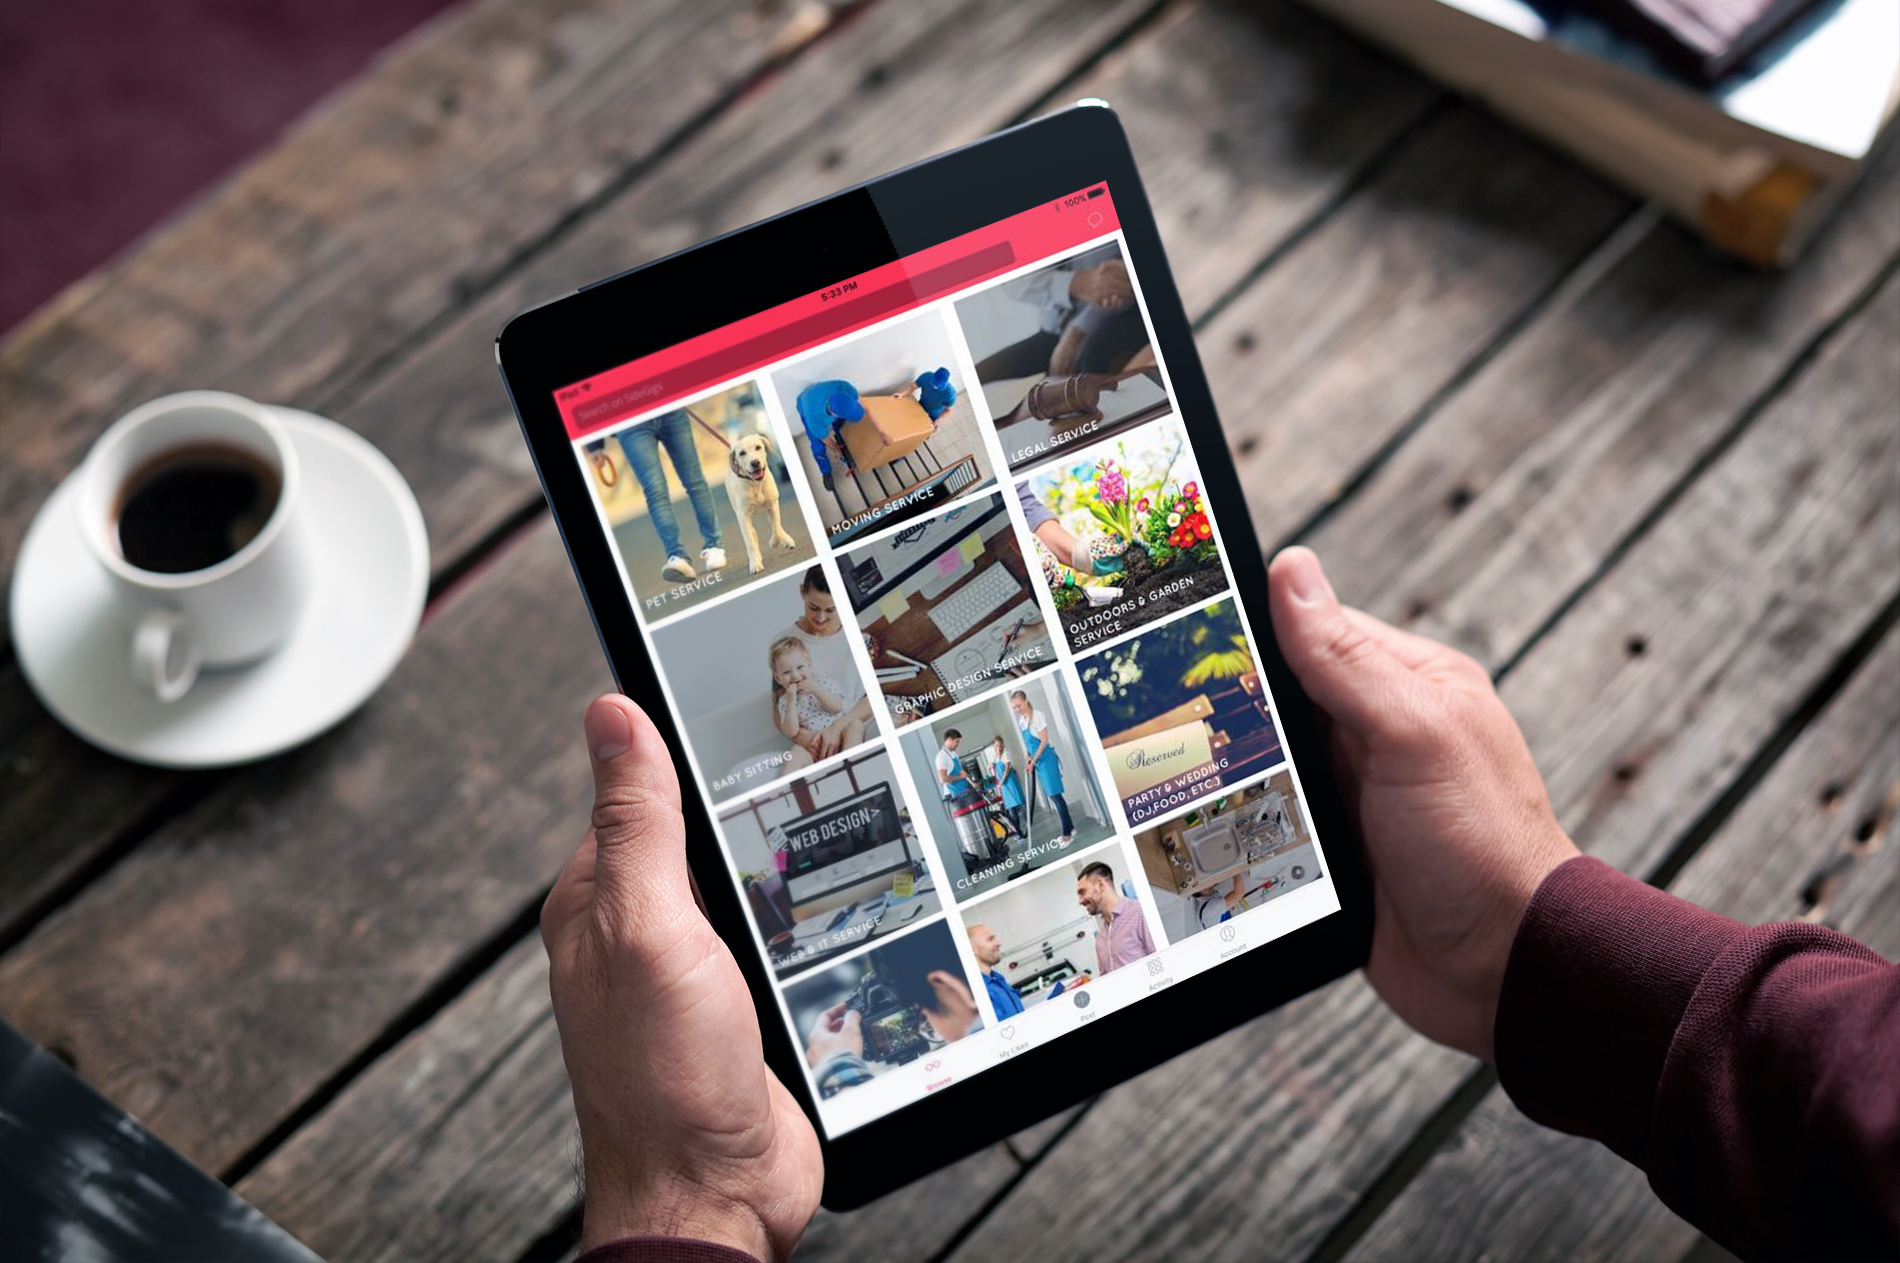 iPad
5:33 PM
100%
Search on SideGigs
PET SERVICE
MOVING SERVICE
LEGAL SERVICE
BABY SITTING
GRAPHIC DESIGN SERVICE
OUTDOORS & GARDEN
SERVICE
<WEB DESIGN>
WEB & IT SERVICE
CLEANING SERVICE
Reserved
PARTY & WEDDING
(DJ,FOOD, ETC.)
Browse
My Likes
Post
Activity
Account